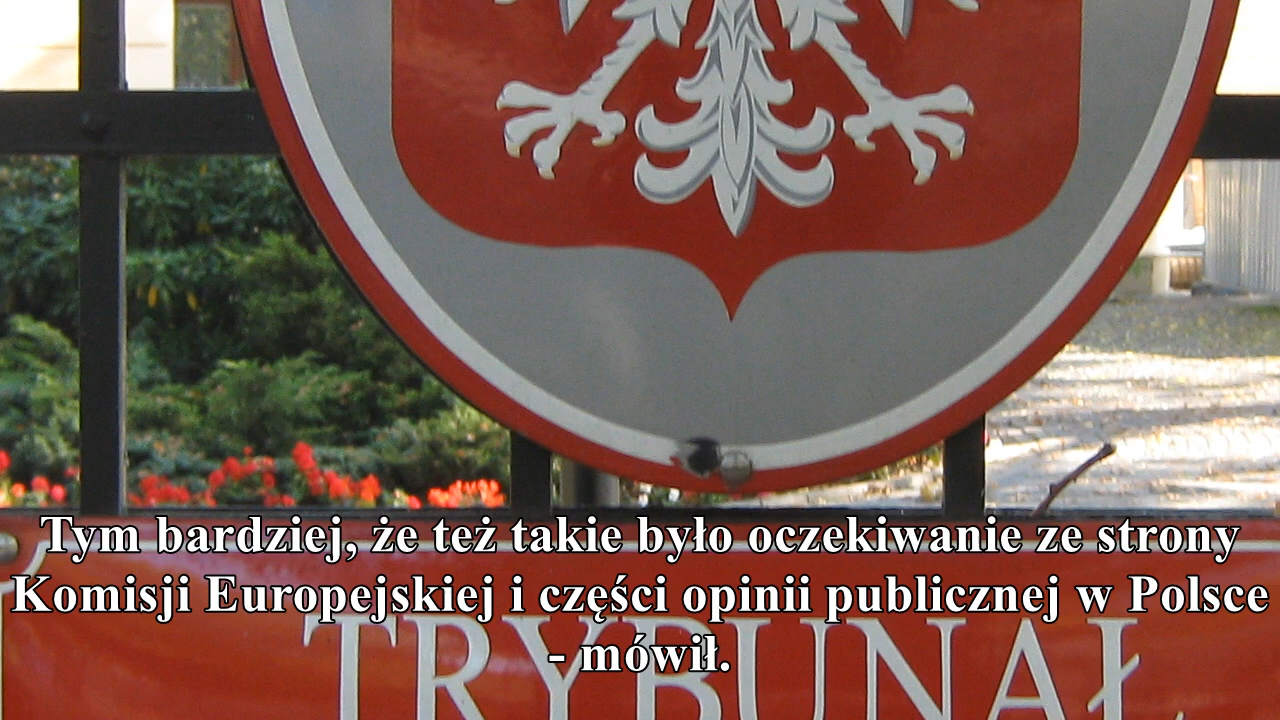 Tym bardziej, że też takie było oczekiwanie ze strony
Komisji Europejskiej i części opinii publicznej w Polsce
- mówił.
TRYBUNAŁ